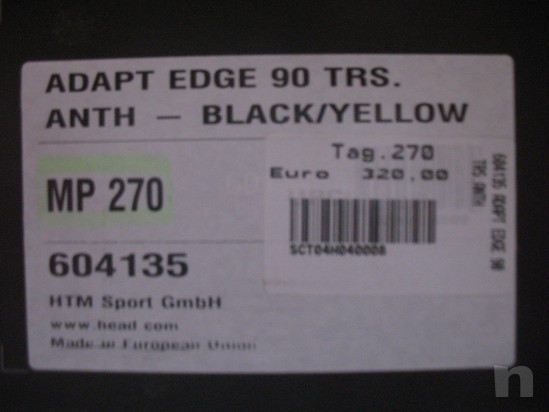 ADAPT EDGE 90 TRS.
ANTH — BLACK/YELLOW
MP 270
604135
HTM Sport GmbH
www.head.com
Made in European Union
Tag.270
Euro 320.00
SCT04H040008
604135 ADAPT EDGE 90
TRS ANTH
n